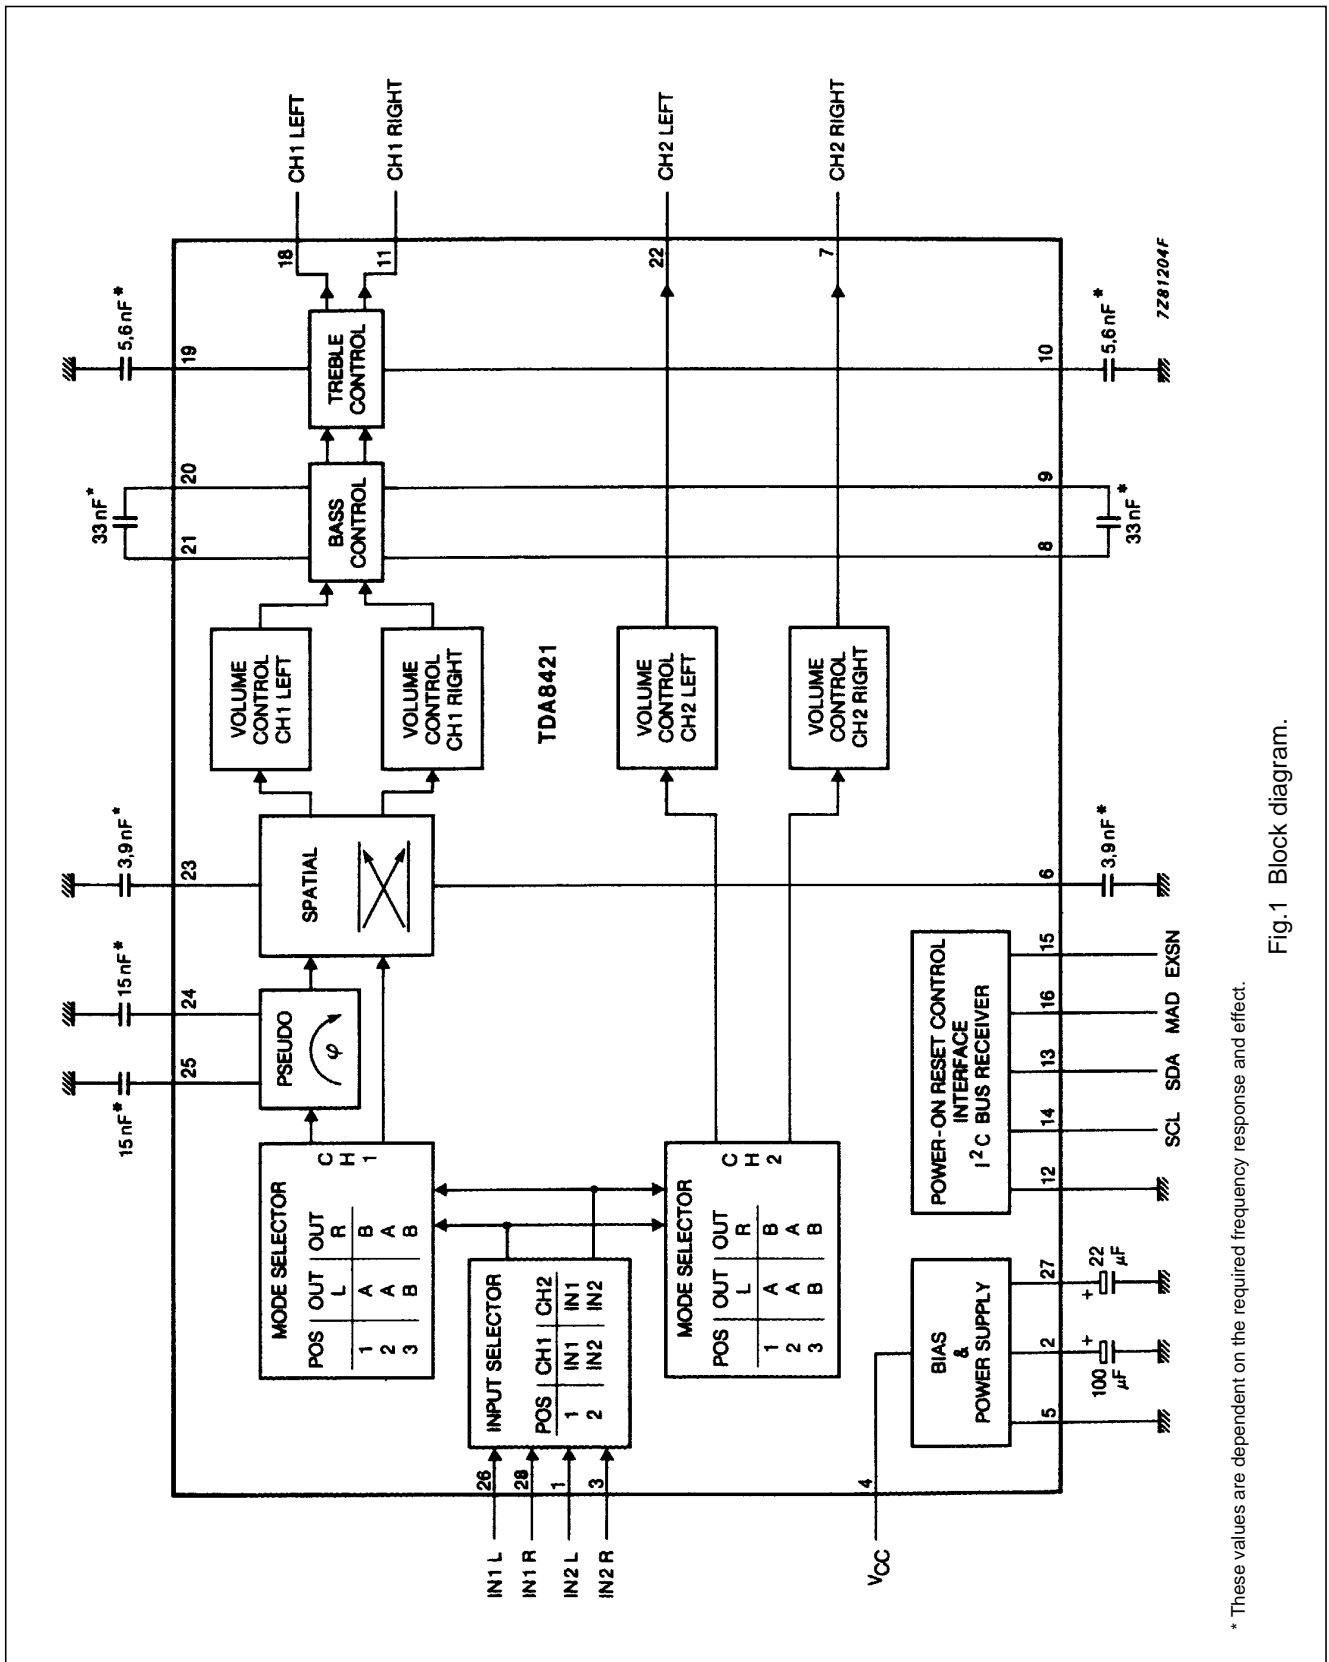 CH1 LEFT
CH1 RIGHT
CH2 LEFT
CH2 RIGHT
18
11
22
7
5,6 nF*
19
TREBLE
CONTROL
10
5,6 nF*
7Z81204F
33 nF*
20
21
BASS
CONTROL
9
8
33 nF*
VOLUME
CONTROL
CH1 LEFT
VOLUME
CONTROL
CH1 RIGHT
TDA8421
VOLUME
CONTROL
CH2 LEFT
VOLUME
CONTROL
CH2 RIGHT
3,9 nF*
23
SPATIAL
6
3,9 nF*
15 nF*
24
15 nF*
25
PSEUDO
φ
MODE SELECTOR
CH1
POS OUT OUT
L R
1 A B
2 A A
3 B B
INPUT SELECTOR
POS CH1 CH2
1 IN1 IN1
2 IN2 IN2
MODE SELECTOR
CH2
POS OUT OUT
L R
1 A B
2 A A
3 B B
POWER-ON RESET CONTROL
INTERFACE
I²C BUS RECEIVER
12 14 13 16 15
SCL SDA MAD EXSN
BIAS
&
POWER SUPPLY
5 2 27
100 μF +
+ 22 μF
IN1 L 26
IN1 R 28
IN2 L 1
IN2 R 3
VCC 4
* These values are dependent on the required frequency response and effect.
Fig.1 Block diagram.